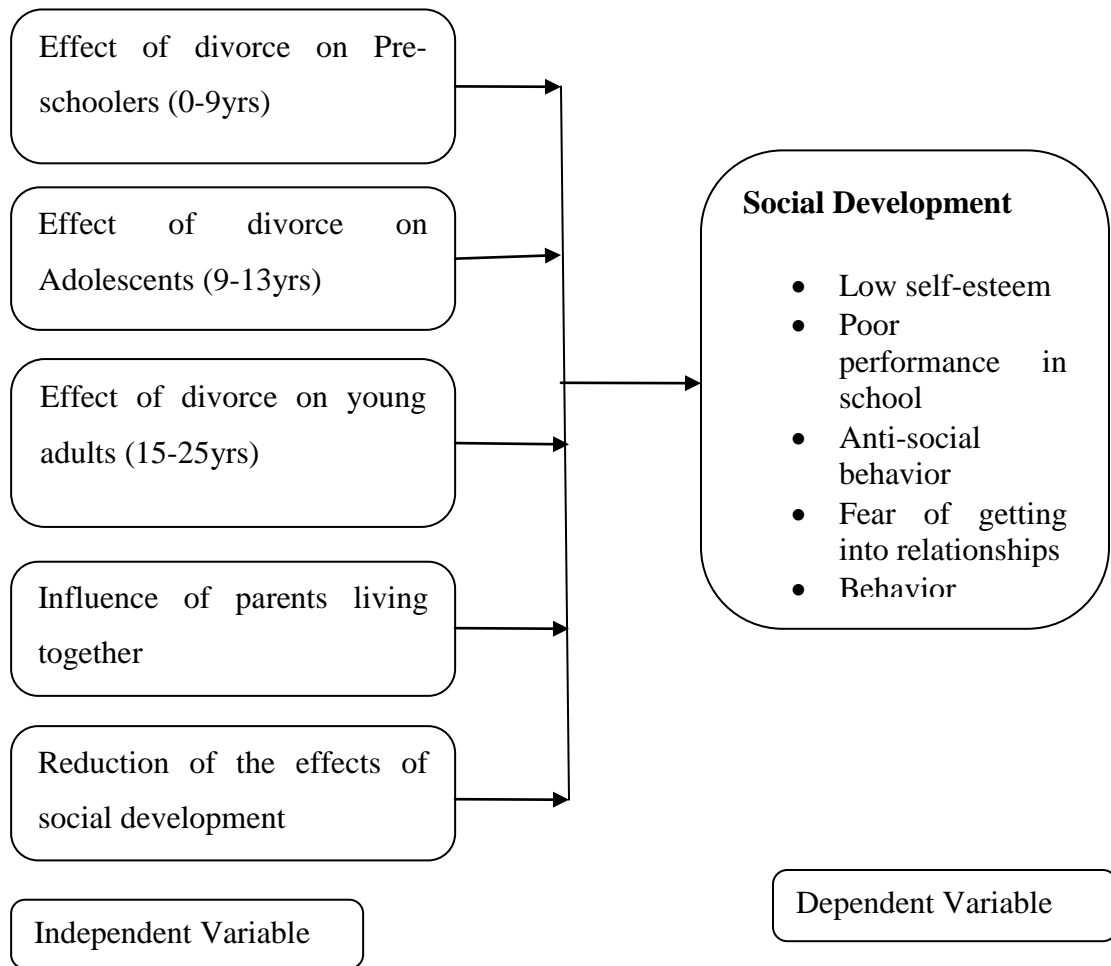 Effect of divorce on Pre-
schoolers (0-9yrs)
Effect of divorce on
Adolescents (9-13yrs)
Effect of divorce on young
adults (15-25yrs)
Influence of parents living
together
Reduction of the effects of
social development
Independent Variable
Social Development
• Low self-esteem
• Poor
performance in
school
• Anti-social
behavior
• Fear of getting
into relationships
• Behavior
Dependent Variable